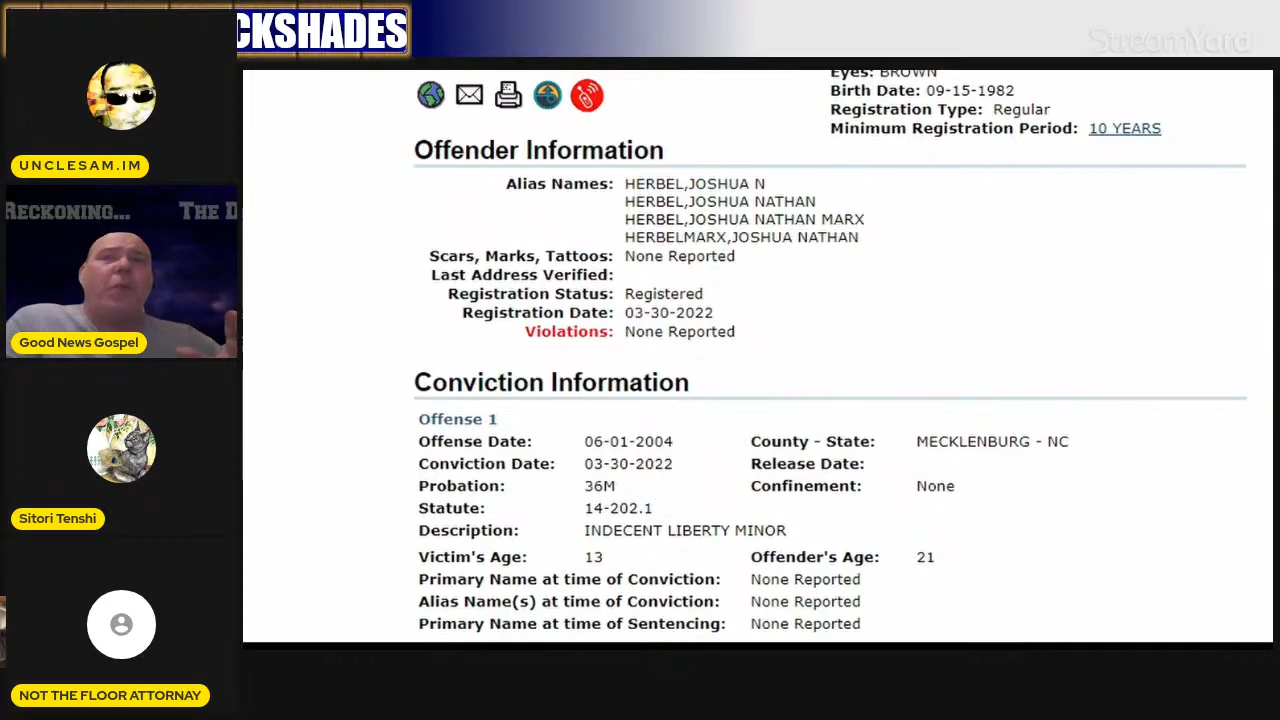 CKSHADES
StreamYard
UNCLESAM.IM
RECKONING... THE D
Good News Gospel
Sitori Tenshi
NOT THE FLOOR ATTORNAY
Eyes: BROWN
Birth Date: 09-15-1982
Registration Type: Regular
Minimum Registration Period: 10 YEARS
Offender Information
Alias Names: HERBEL,JOSHUA N
HERBEL,JOSHUA NATHAN
HERBEL,JOSHUA NATHAN MARX
HERBELMARX,JOSHUA NATHAN
Scars, Marks, Tattoos: None Reported
Last Address Verified:
Registration Status: Registered
Registration Date: 03-30-2022
Violations: None Reported
Conviction Information
Offense 1
Offense Date: 06-01-2004 County - State: MECKLENBURG - NC
Conviction Date: 03-30-2022 Release Date:
Probation: 36M Confinement: None
Statute: 14-202.1
Description: INDECENT LIBERTY MINOR
Victim's Age: 13 Offender's Age: 21
Primary Name at time of Conviction: None Reported
Alias Name(s) at time of Conviction: None Reported
Primary Name at time of Sentencing: None Reported